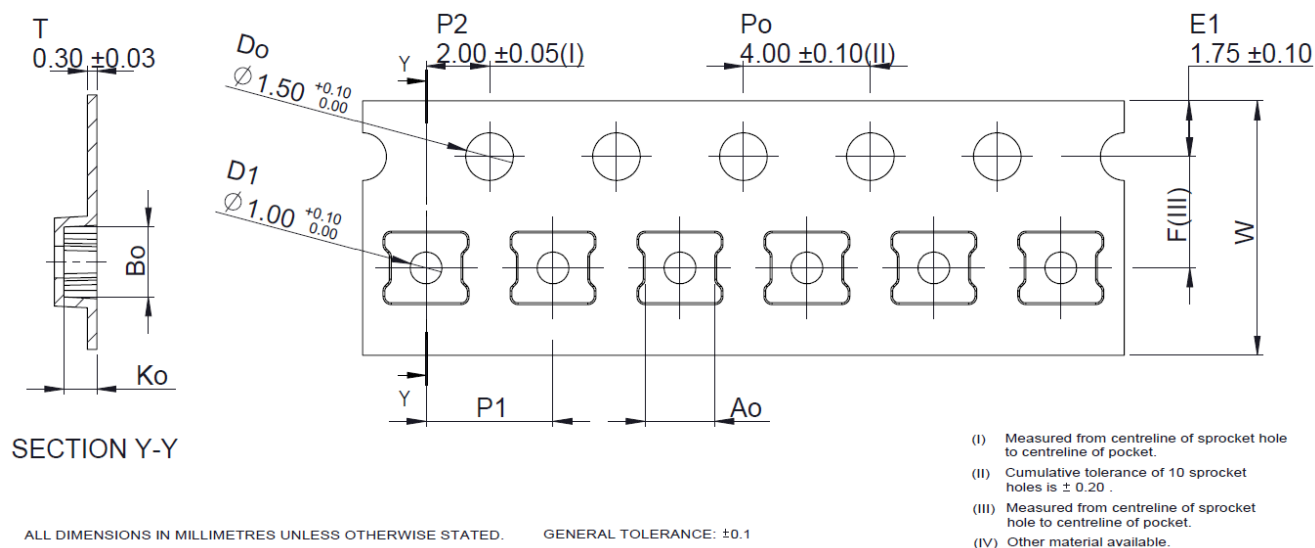 T
0.30 ±0.03
Do
Ø 1.50 +0.10
0.00
D1
Ø 1.00 +0.10
0.00
P2
2.00 ±0.05(I)
Po
4.00 ±0.10(II)
E1
1.75 ±0.10
Y
F(III)
W
Bo
Ko
Y
P1
Ao
SECTION Y-Y
(I) Measured from centreline of sprocket hole
to centreline of pocket.
(II) Cumulative tolerance of 10 sprocket
holes is ± 0.20 .
(III) Measured from centreline of sprocket
hole to centreline of pocket.
(IV) Other material available.
ALL DIMENSIONS IN MILLIMETRES UNLESS OTHERWISE STATED. GENERAL TOLERANCE: ±0.1